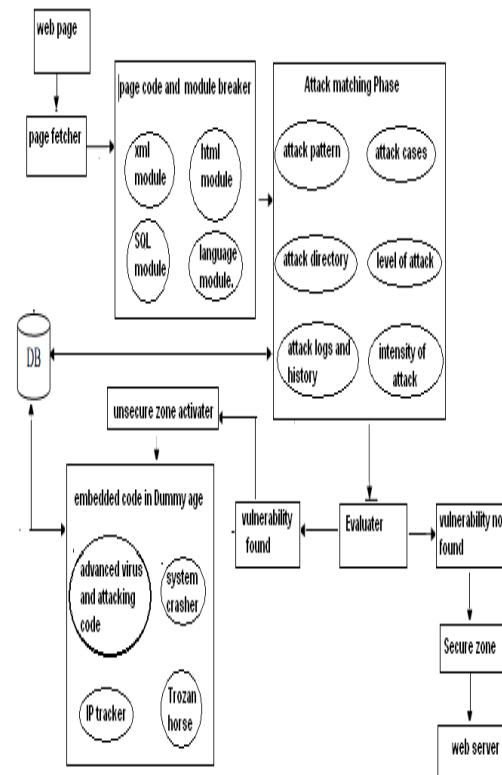 web page
page fetcher
page code and module breaker
xml
module
html
module
SQL
module
language
module.
Attack matching Phase
attack pattern
attack cases
attack directory
level of attack
attack logs and
history
intensity of
attack
DB
unsecure zone activater
embedded code in Dummy age
advanced virus
and attacking
code
system
crasher
IP tracker
Trozan
horse
vulnerability
found
Evaluater
vulnerability no
found
Secure zone
web server